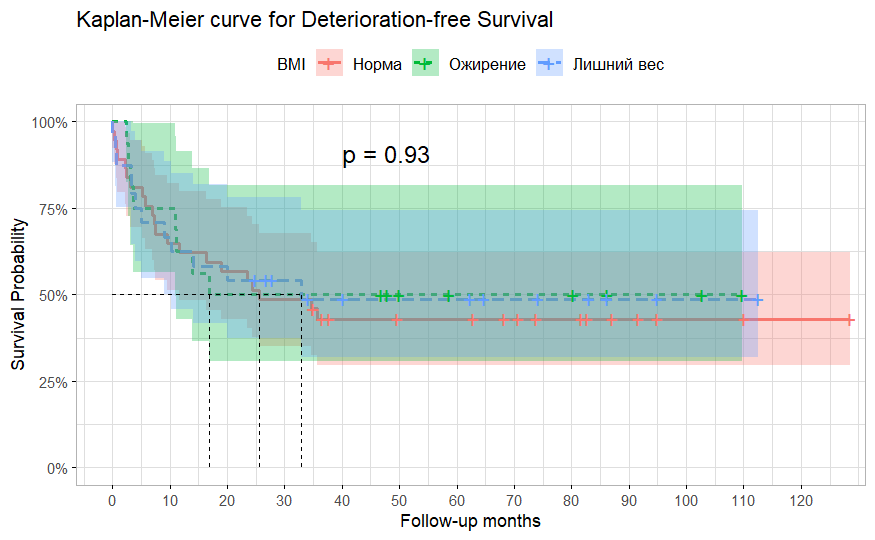 Kaplan-Meier curve for Deterioration-free Survival
BMI Норма Ожирение Лишний вес
p = 0.93
Survival Probability
100%
75%
50%
25%
0%
0 10 20 30 40 50 60 70 80 90 100 110 120
Follow-up months